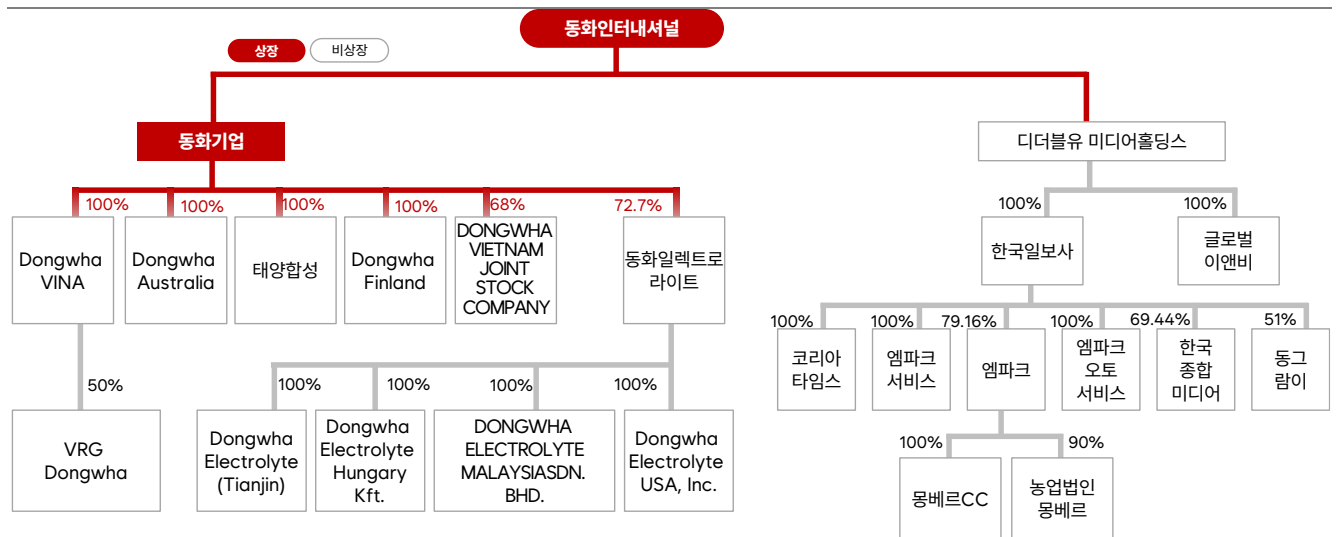 동화인터내셔널
상장
비상장
동화기업
디더블유 미디어홀딩스
100%
100%
100%
100%
68%
72.7%
100%
100%
Dongwha
VINA
Dongwha
Australia
태양합성
Dongwha
Finland
DONGWHA
VIETNAM
JOINT
STOCK
COMPANY
동화일렉트로
라이트
한국일보사
글로벌
이앤비
100%
100%
79.16%
100%
69.44%
51%
코리아
타임스
엠파크
서비스
엠파크
엠파크
오토
서비스
한국
종합
미디어
동그
람이
50%
100%
100%
100%
100%
VRG
Dongwha
Dongwha
Electrolyte
(Tianjin)
Dongwha
Electrolyte
Hungary
Kft.
DONGWHA
ELECTROLYTE
MALAYSIASDN.
BHD.
Dongwha
Electrolyte
USA, Inc.
100%
90%
몽베르CC
농업법인
몽베르